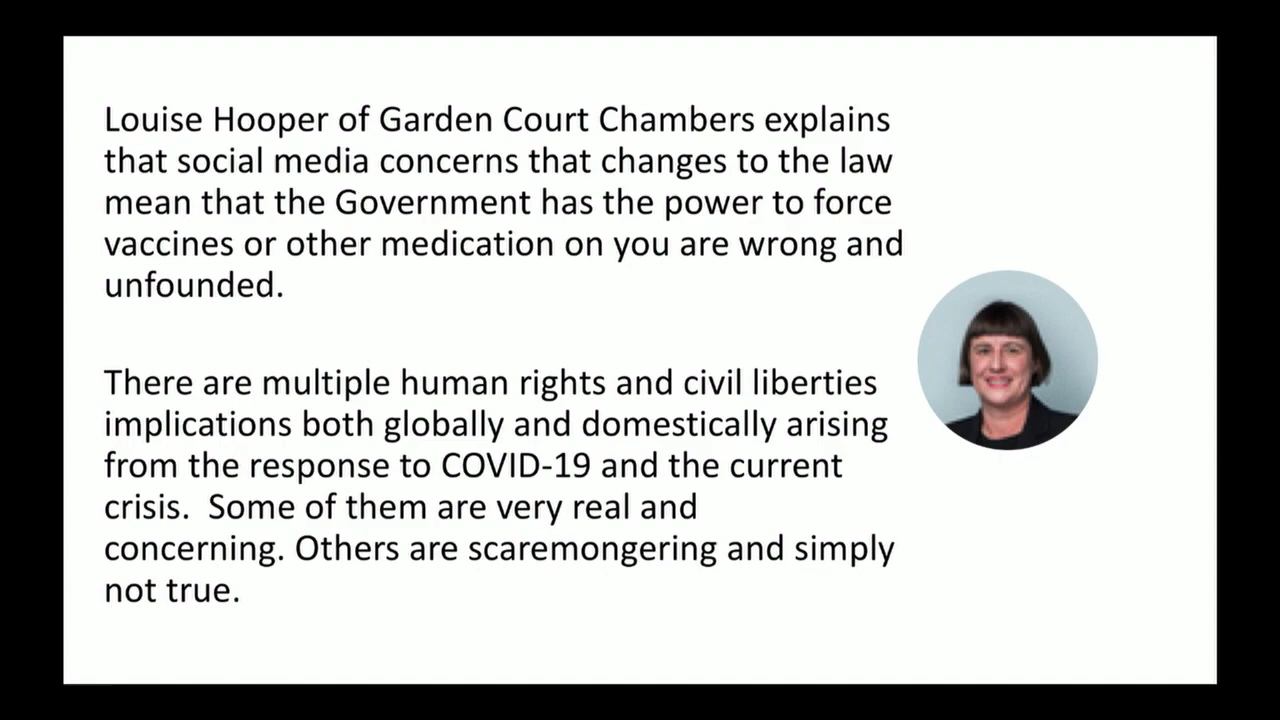 Louise Hooper of Garden Court Chambers explains
that social media concerns that changes to the law
mean that the Government has the power to force
vaccines or other medication on you are wrong and
unfounded.
There are multiple human rights and civil liberties
implications both globally and domestically arising
from the response to COVID-19 and the current
crisis.  Some of them are very real and
concerning. Others are scaremongering and simply
not true.